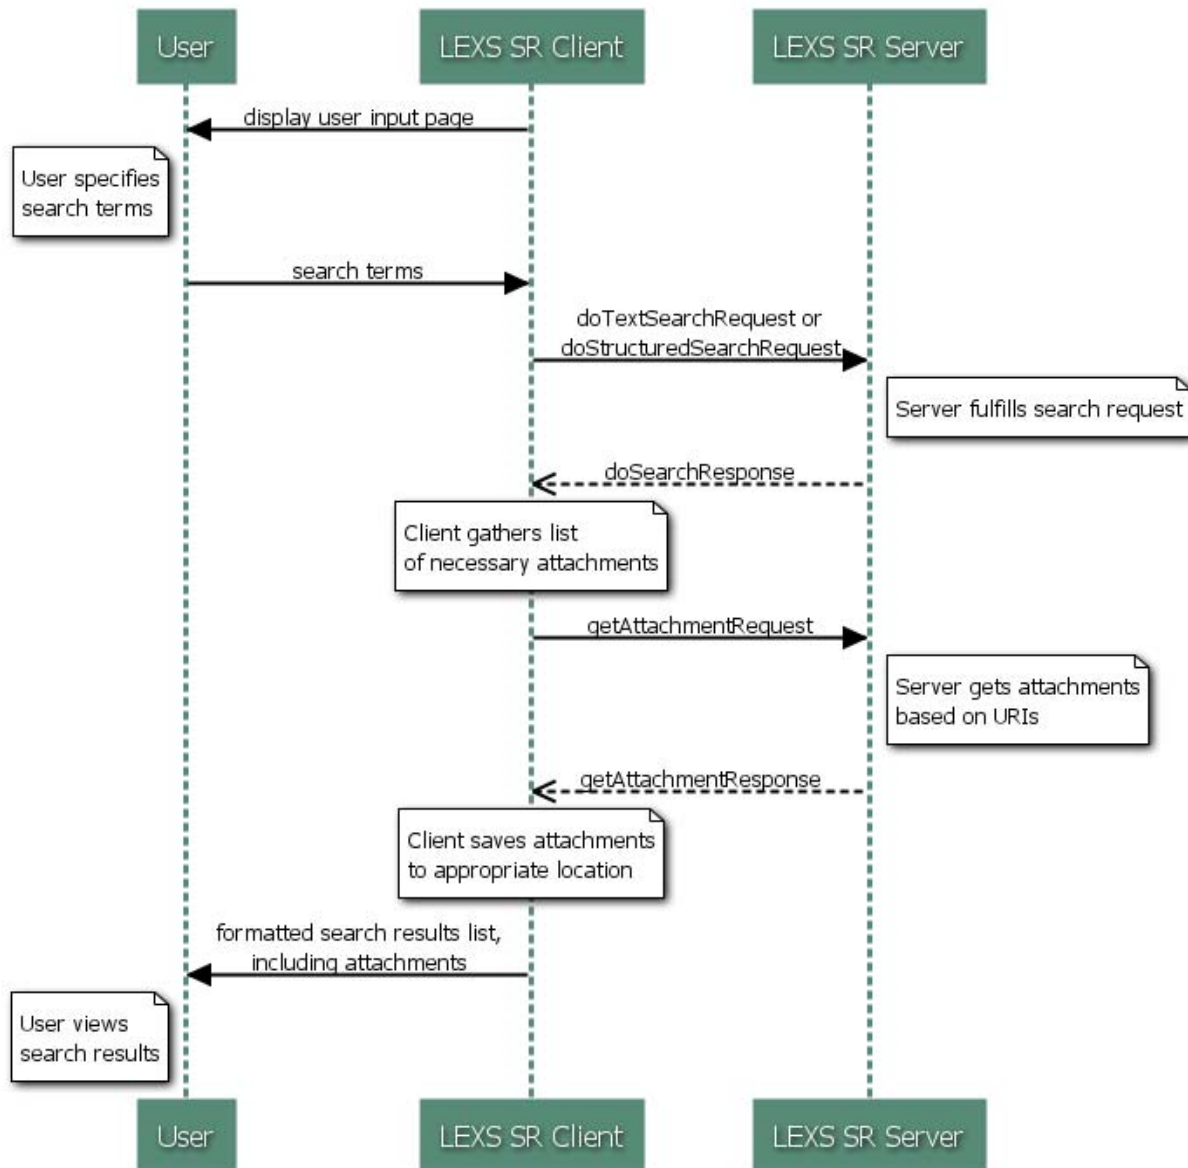 User
LEXS SR Client
LEXS SR Server
display user input page
User specifies
search terms
search terms
doTextSearchRequest or
doStructuredSearchRequest
Server fulfills search request
doSearchResponse
Client gathers list
of necessary attachments
getAttachmentRequest
Server gets attachments
based on URIs
getAttachmentResponse
Client saves attachments
to appropriate location
formatted search results list,
including attachments
User views
search results
User
LEXS SR Client
LEXS SR Server